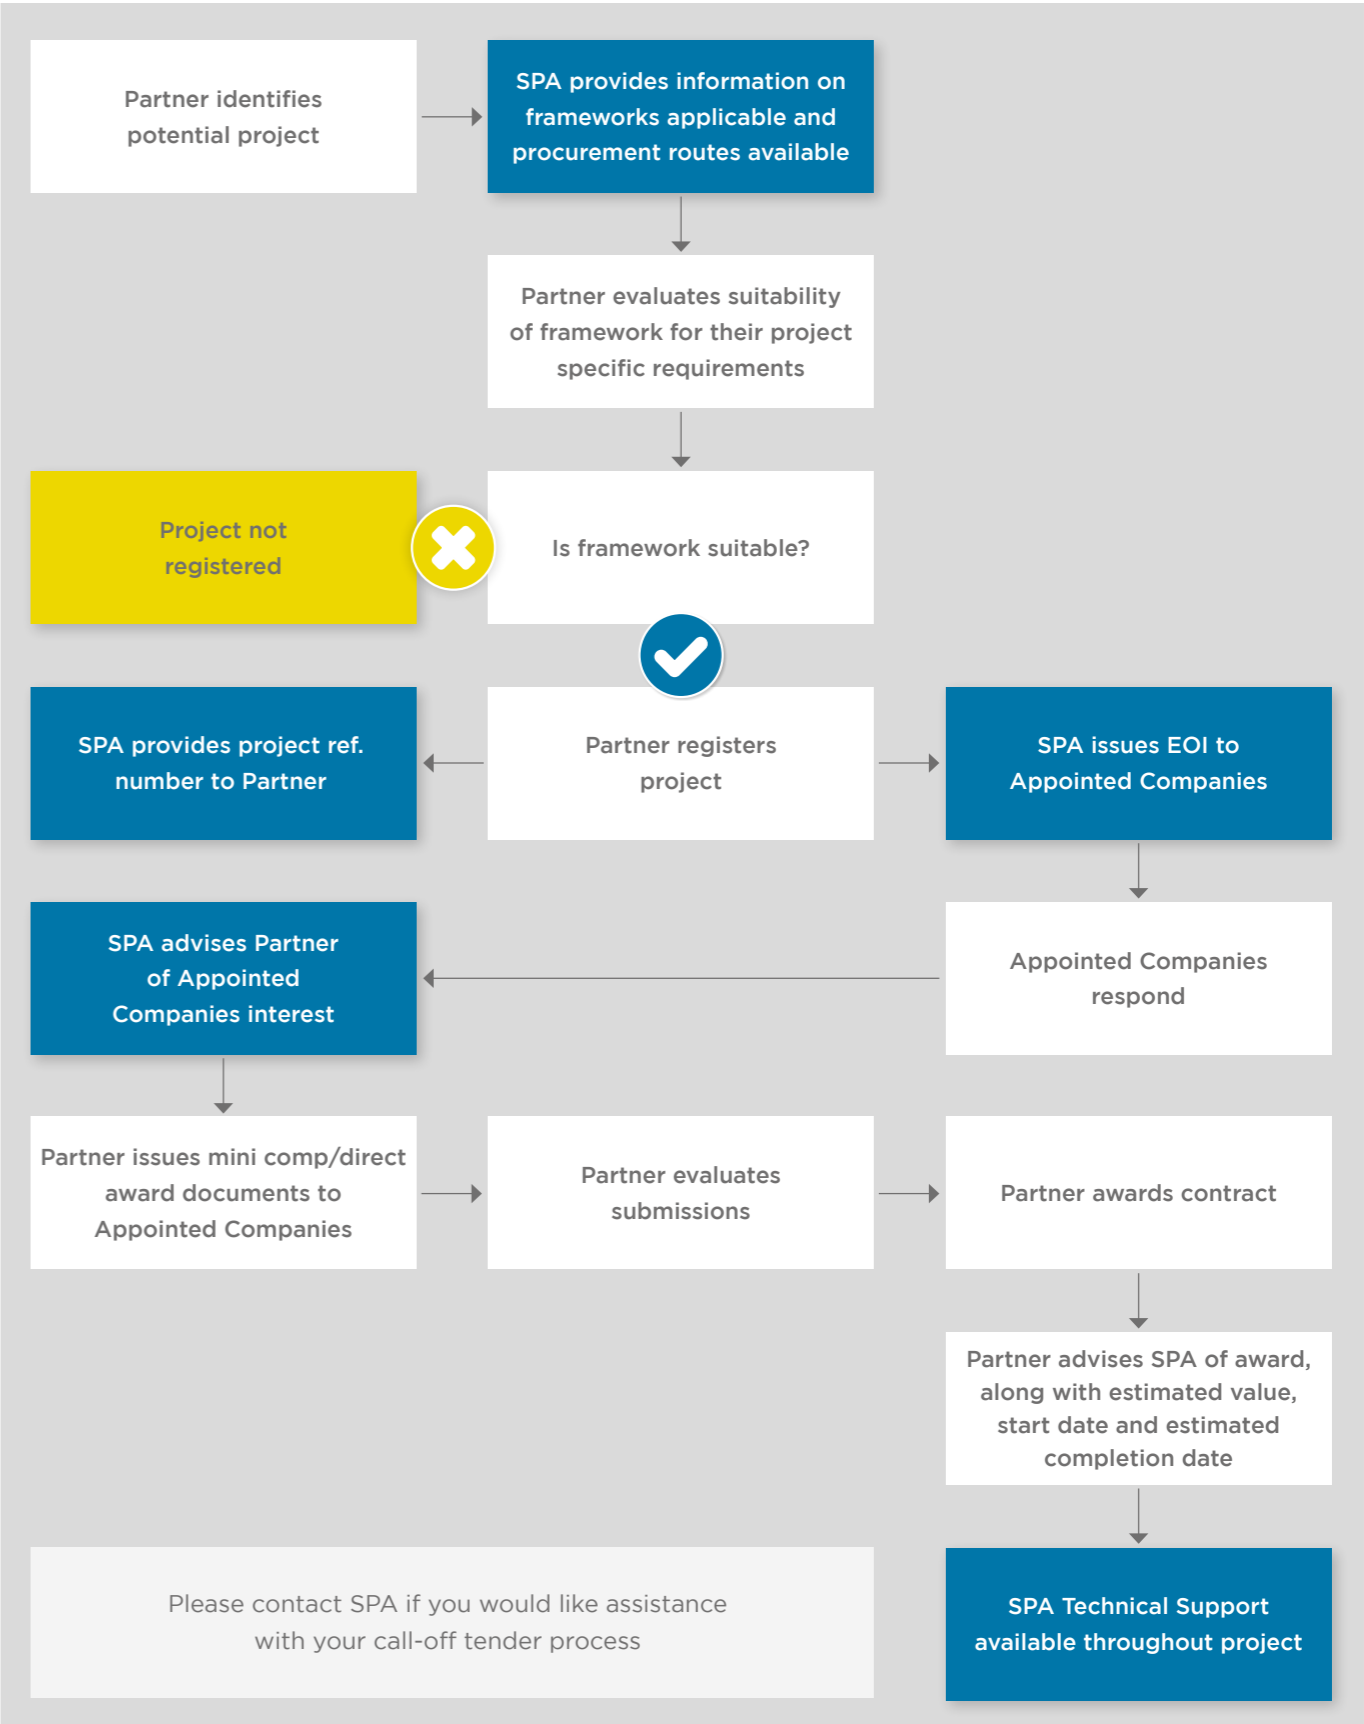 Partner identifies
potential project
SPA provides information on
frameworks applicable and
procurement routes available
Partner evaluates suitability
of framework for their project
specific requirements
Project not
registered
Is framework suitable?
SPA provides project ref.
number to Partner
Partner registers
project
SPA issues EOI to
Appointed Companies
SPA advises Partner
of Appointed
Companies interest
Appointed Companies
respond
Partner issues mini comp/direct
award documents to
Appointed Companies
Partner evaluates
submissions
Partner awards contract
Partner advises SPA of award,
along with estimated value,
start date and estimated
completion date
Please contact SPA if you would like assistance
with your call-off tender process
SPA Technical Support
available throughout project